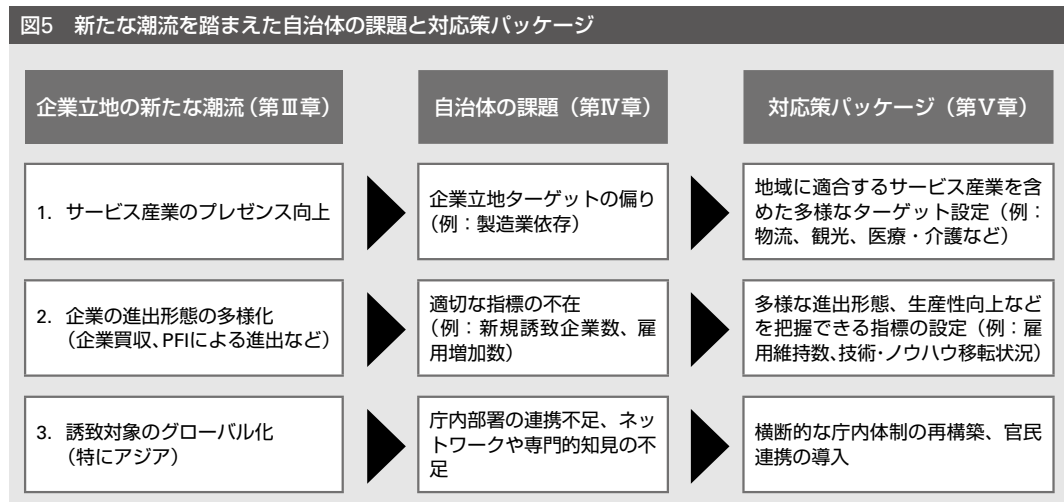 図5 新たな潮流を踏まえた自治体の課題と対応策パッケージ
企業立地の新たな潮流（第Ⅲ章）
自治体の課題（第Ⅳ章）
対応策パッケージ（第Ⅴ章）
1. サービス産業のプレゼンス向上
企業立地ターゲットの偏り
（例：製造業依存）
地域に適合するサービス産業を含
めた多様なターゲット設定（例：
物流、観光、医療・介護など）
2. 企業の進出形態の多様化
（企業買収、PFIによる進出など）
適切な指標の不在
（例：新規誘致企業数、雇
用増加数）
多様な進出形態、生産性向上など
を把握できる指標の設定（例：雇
用維持数、技術・ノウハウ移転状況）
3. 誘致対象のグローバル化
（特にアジア）
庁内部署の連携不足、ネッ
トワークや専門的知見の不
足
横断的な庁内体制の再構築、官民
連携の導入